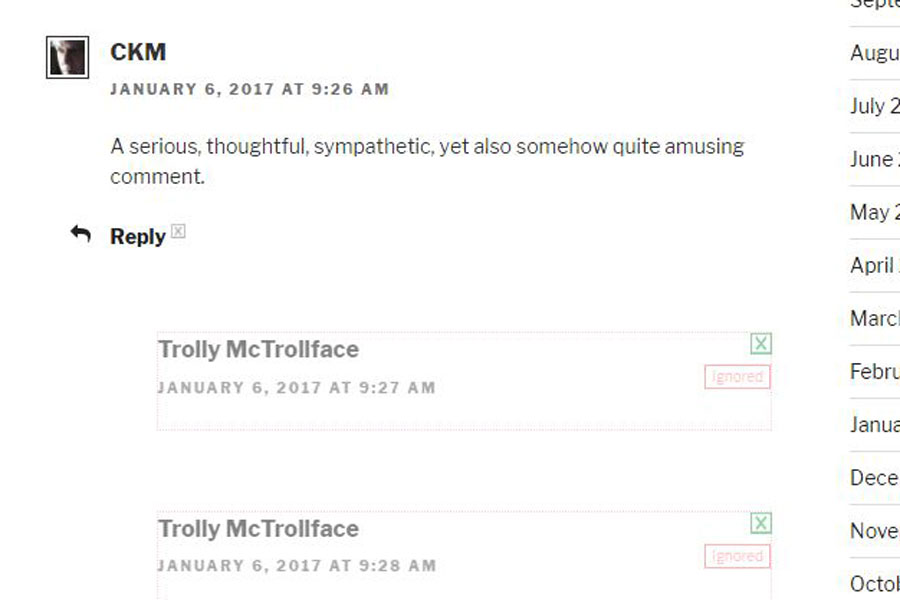 CKM
JANUARY 6, 2017 AT 9:26 AM
A serious, thoughtful, sympathetic, yet also somehow quite amusing
comment.
Reply X
Trolly McTrollface
X
JANUARY 6, 2017 AT 9:27 AM
Ignored
Trolly McTrollface
X
JANUARY 6, 2017 AT 9:28 AM
Ignored
Septe
Augu
July 2
June 2
May 2
April
March
Febru
Janua
Dece
Nove
Octob